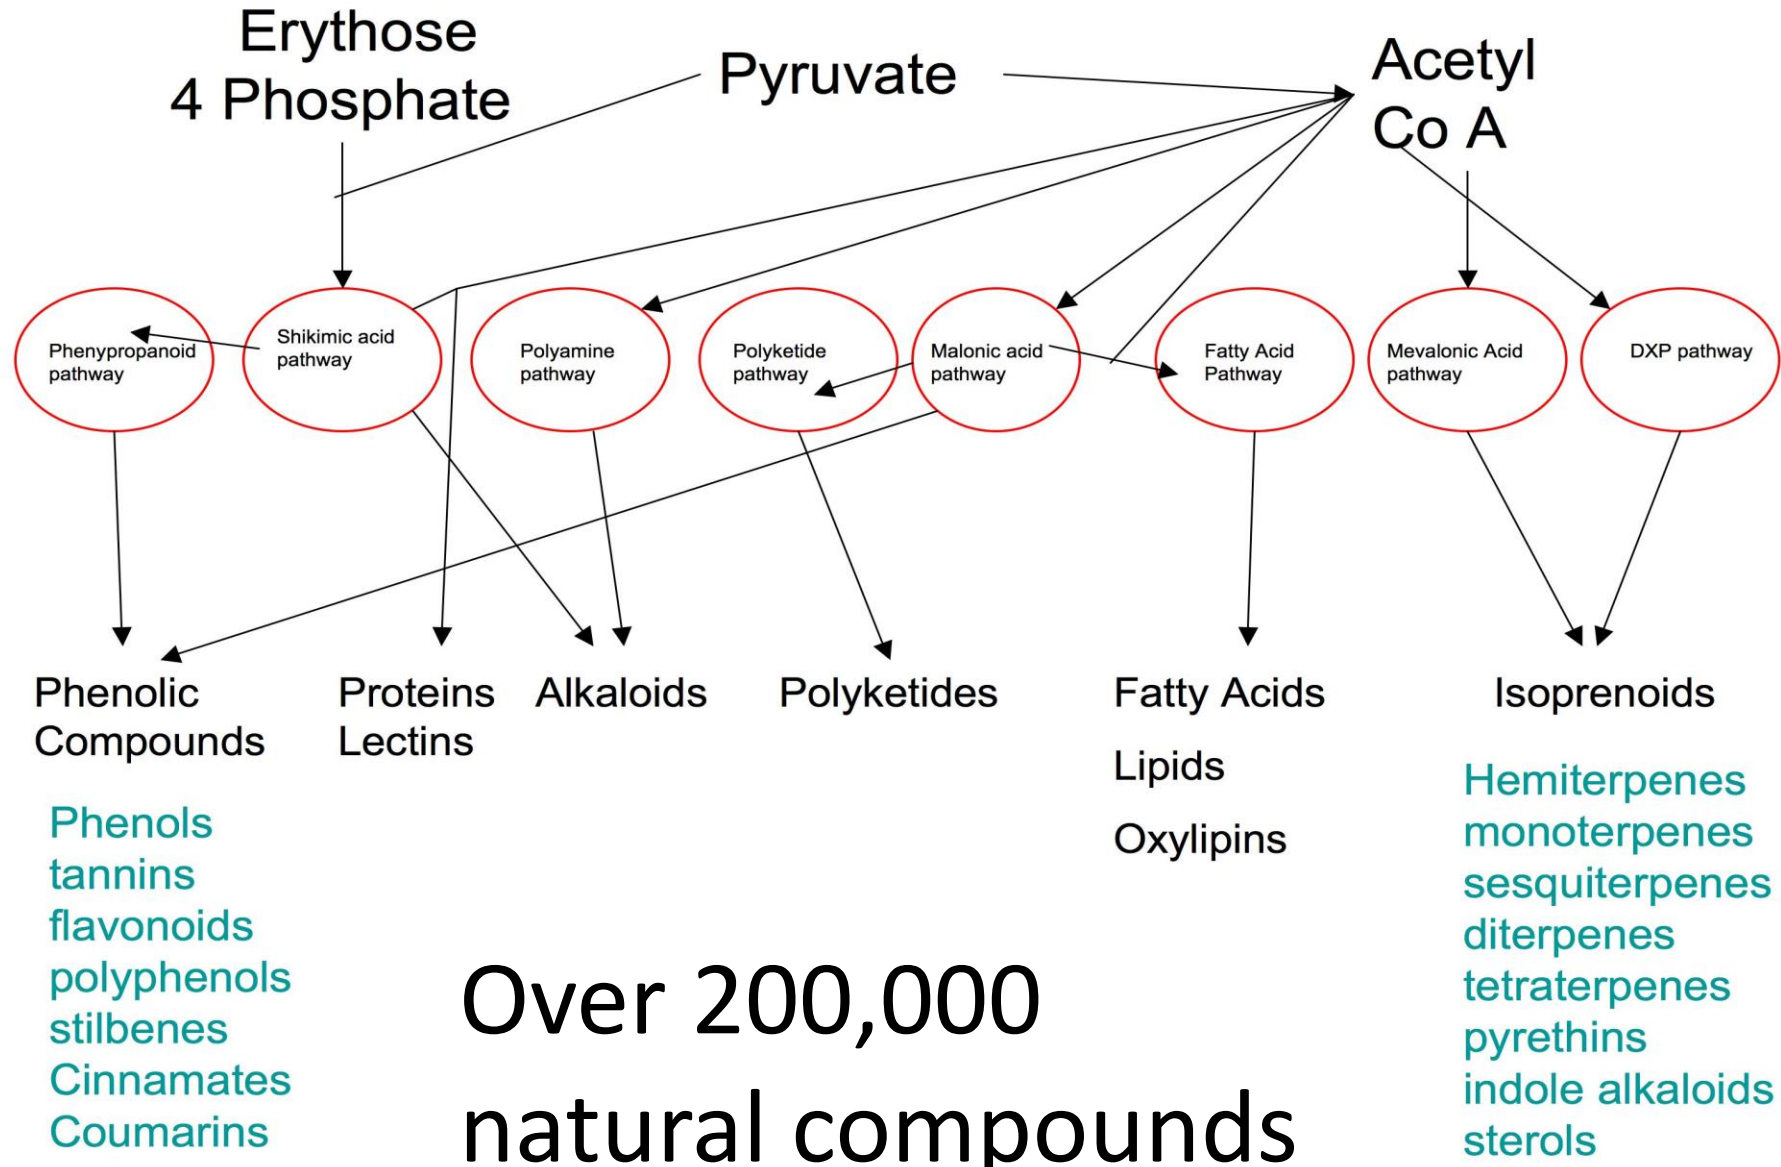 Erythose
4 Phosphate
Pyruvate
Acetyl
Co A
Phenypropanoid
pathway
Shikimic acid
pathway
Polyamine
pathway
Polyketide
pathway
Malonic acid
pathway
Fatty Acid
Pathway
Mevalonic Acid
pathway
DXP pathway
Phenolic
Compounds
Proteins
Lectins
Alkaloids
Polyketides
Fatty Acids
Lipids
Oxylipins
Isoprenoids
Phenols
tannins
flavonoids
polyphenols
stilbenes
Cinnamates
Coumarins
Over 200,000
natural compounds
Hemiterpenes
monoterpenes
sesquiterpenes
diterpenes
tetraterpenes
pyrethins
indole alkaloids
sterols